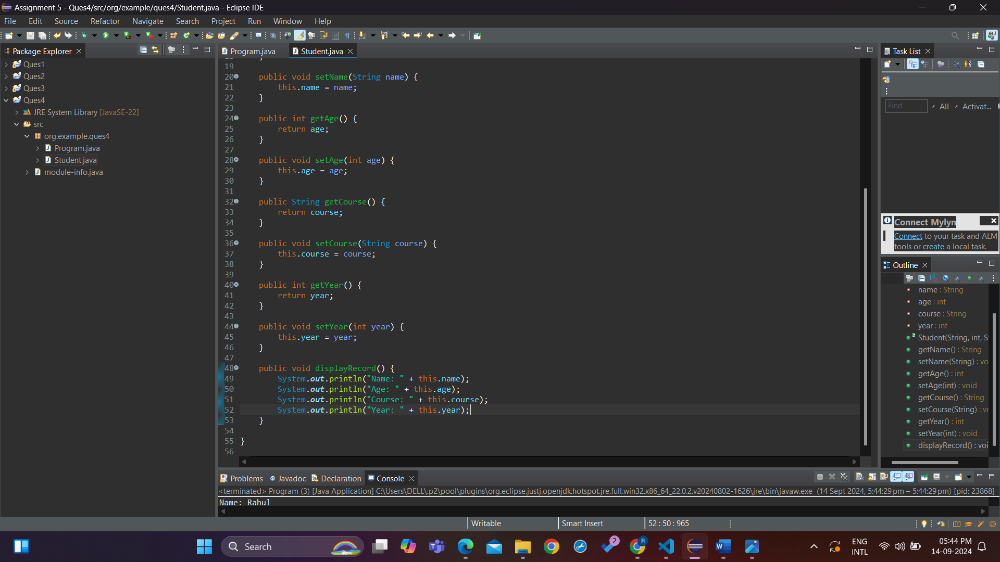 Assignment 5 - Ques4/src/org/example/ques4/Student.java - Eclipse IDE
File Edit Source Refactor Navigate Search Project Run Window Help
Package Explorer
Program.java
Student.java
Task List
Ques1
Ques2
Ques3
Ques4
JRE System Library [JavaSE-22]
src
org.example.ques4
Program.java
Student.java
module-info.java
19
20 public void setName(String name) {
21 this.name = name;
22 }
23
24 public int getAge() {
25 return age;
26 }
27
28 public void setAge(int age) {
29 this.age = age;
30 }
31
32 public String getCourse() {
33 return course;
34 }
35
36 public void setCourse(String course) {
37 this.course = course;
38 }
39
40 public int getYear() {
41 return year;
42 }
43
44 public void setYear(int year) {
45 this.year = year;
46 }
47
48 public void displayRecord() {
49 System.out.println("Name: " + this.name);
50 System.out.println("Age: " + this.age);
51 System.out.println("Course: " + this.course);
52 System.out.println("Year: " + this.year);
53 }
54
55 }
56
Find All Activat...
Connect Mylyn
Connect to your task and ALM
tools or create a local task.
Outline
name : String
age : int
course : String
year : int
Student(String, int, S
getName() : String
setName(String) : vo
getAge() : int
setAge(int) : void
getCourse() : String
setCourse(String) : vo
getYear() : int
setYear(int) : void
displayRecord() : voi
Problems Javadoc Declaration Console
<terminated> Program (3) [Java Application] C:\Users\DELL\.p2\pool\plugins\org.eclipse.justj.openjdk.hotspot.jre.full.win32.x86_64_22.0.2.v20240802-1626\jre\bin\javaw.exe (14 Sept 2024, 5:44:29 pm – 5:44:29 pm) [pid: 23868]
Name: Rahul
Writable
Smart Insert
52 : 50 : 965
Search
2
R
ENG
INTL
05:44 PM
14-09-2024